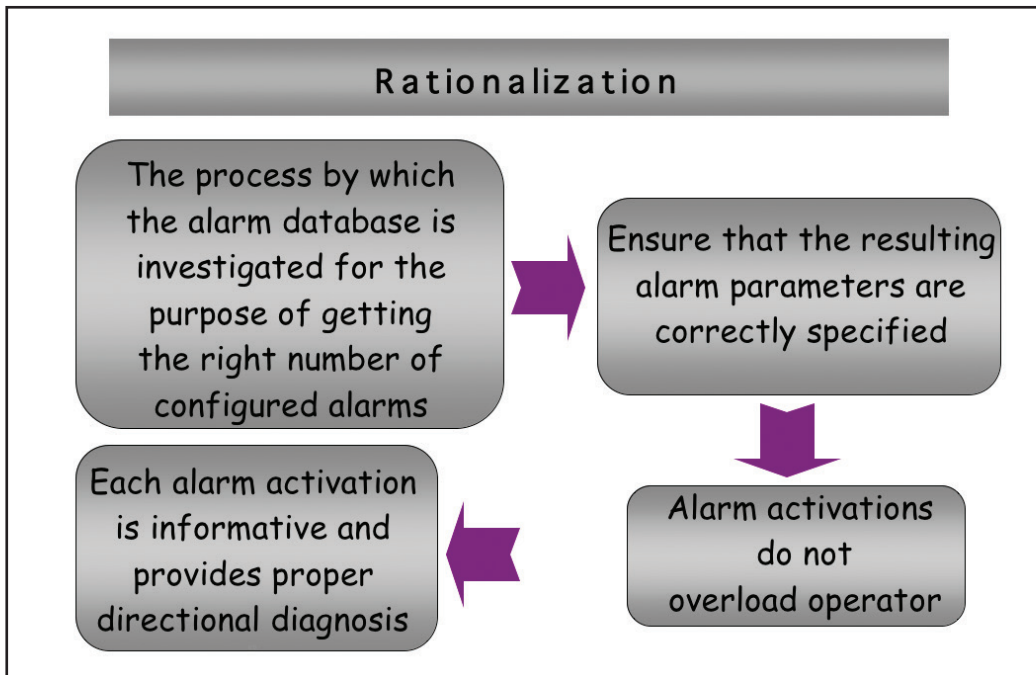 Rationalization
The process by which
the alarm database is
investigated for the
purpose of getting
the right number of
configured alarms
Ensure that the resulting
alarm parameters are
correctly specified
Alarm activations
do not
overload operator
Each alarm activation
is informative and
provides proper
directional diagnosis